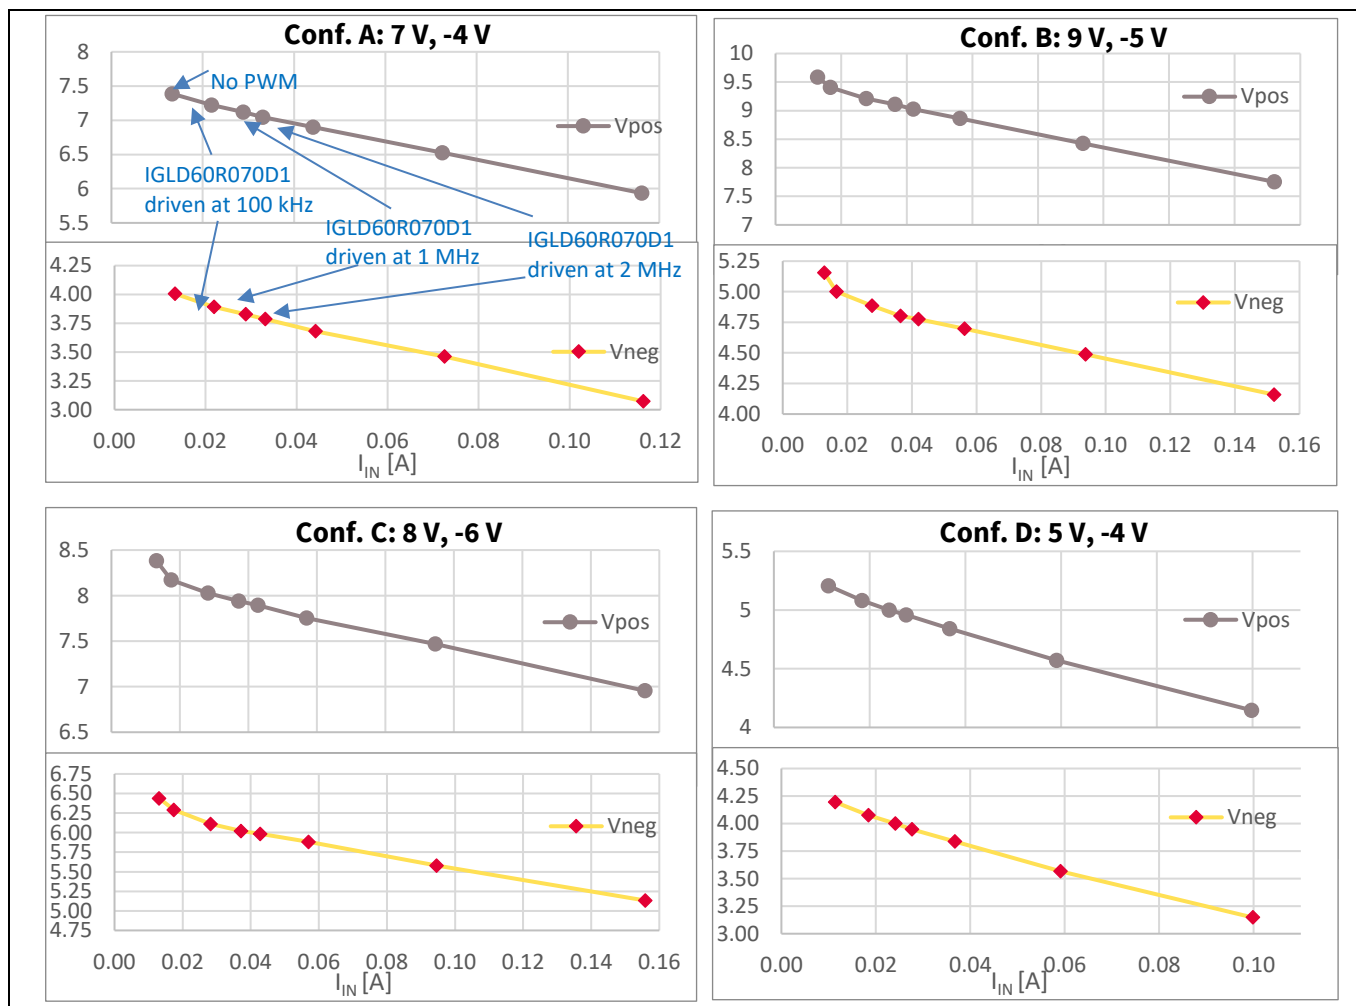 Conf. A: 7 V, -4 V
8
7.5
7
6.5
6
5.5
No PWM
Vpos
IGLD60R070D1
driven at 100 kHz
IGLD60R070D1
driven at 1 MHz
IGLD60R070D1
driven at 2 MHz
4.25
4.00
3.75
3.50
3.25
3.00
Vneg
0.00 0.02 0.04 0.06 0.08 0.10 0.12
I_IN [A]
Conf. B: 9 V, -5 V
10
9.5
9
8.5
8
7.5
7
Vpos
5.25
5.00
4.75
4.50
4.25
4.00
Vneg
0.00 0.02 0.04 0.06 0.08 0.10 0.12 0.14 0.16
I_IN [A]
Conf. C: 8 V, -6 V
8.5
8
7.5
7
6.5
Vpos
6.75
6.50
6.25
6.00
5.75
5.50
5.25
5.00
4.75
Vneg
0.00 0.02 0.04 0.06 0.08 0.10 0.12 0.14 0.16
I_IN [A]
Conf. D: 5 V, -4 V
5.5
5
4.5
4
Vpos
4.50
4.25
4.00
3.75
3.50
3.25
3.00
Vneg
0.00 0.02 0.04 0.06 0.08 0.10
I_IN [A]